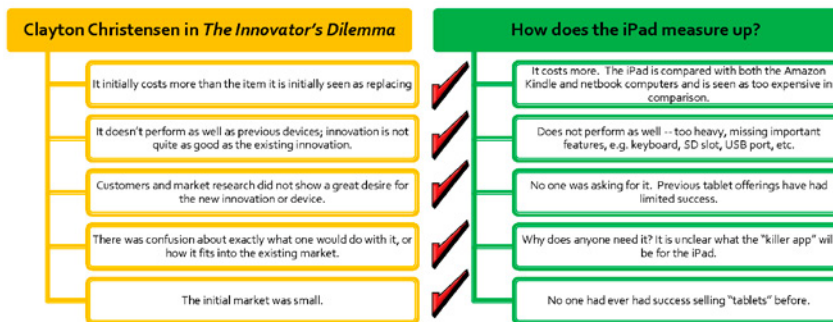 Clayton Christensen in The Innovator's Dilemma
How does the iPad measure up?
It initially costs more than the item it is initially seen as replacing
It costs more. The iPad is compared with both the Amazon
Kindle and netbook computers and is seen as too expensive in
comparison.
It doesn't perform as well as previous devices; innovation is not
quite as good as the existing innovation.
Does not perform as well -- too heavy, missing important
features, e.g. keyboard, SD slot, USB port, etc.
Customers and market research did not show a great desire for
the new innovation or device.
No one was asking for it. Previous tablet offerings have had
limited success.
There was confusion about exactly what one would do with it, or
how it fits into the existing market.
Why does anyone need it? It is unclear what the "killer app" will
be for the iPad.
The initial market was small.
No one had ever had success selling "tablets" before.